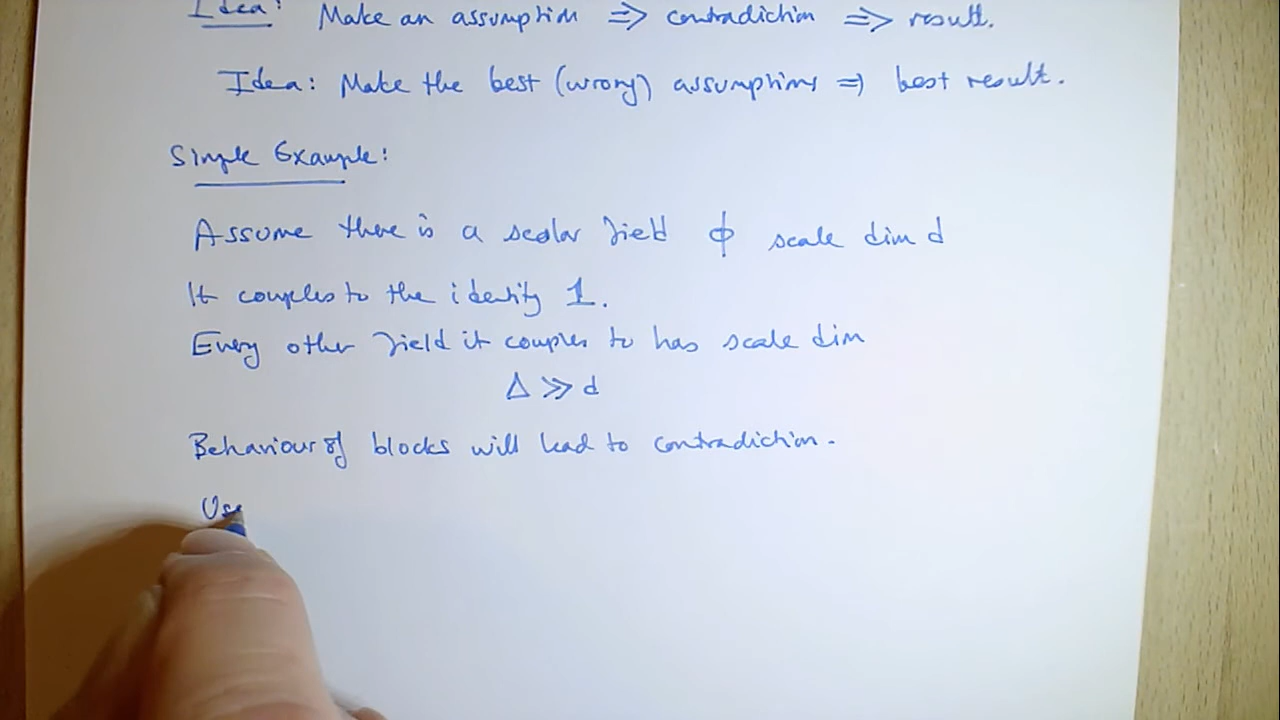 Idea: Make an assumption => contradiction => result.
Idea: Make the best (wrong) assumptions => best result.
Simple Example:
Assume there is a scalar field ϕ scale dim d
It couples to the identity 1.
Every other field it couples to has scale dim
Δ >> d
Behaviour of blocks will lead to contradiction.
Use